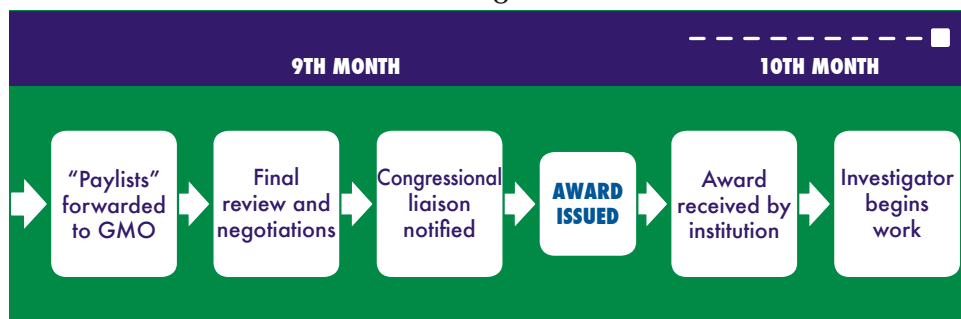 9TH MONTH
10TH MONTH
“Paylists”
forwarded
to GMO
Final
review and
negotiations
Congressional
liaison
notified
AWARD
ISSUED
Award
received by
institution
Investigator
begins
work